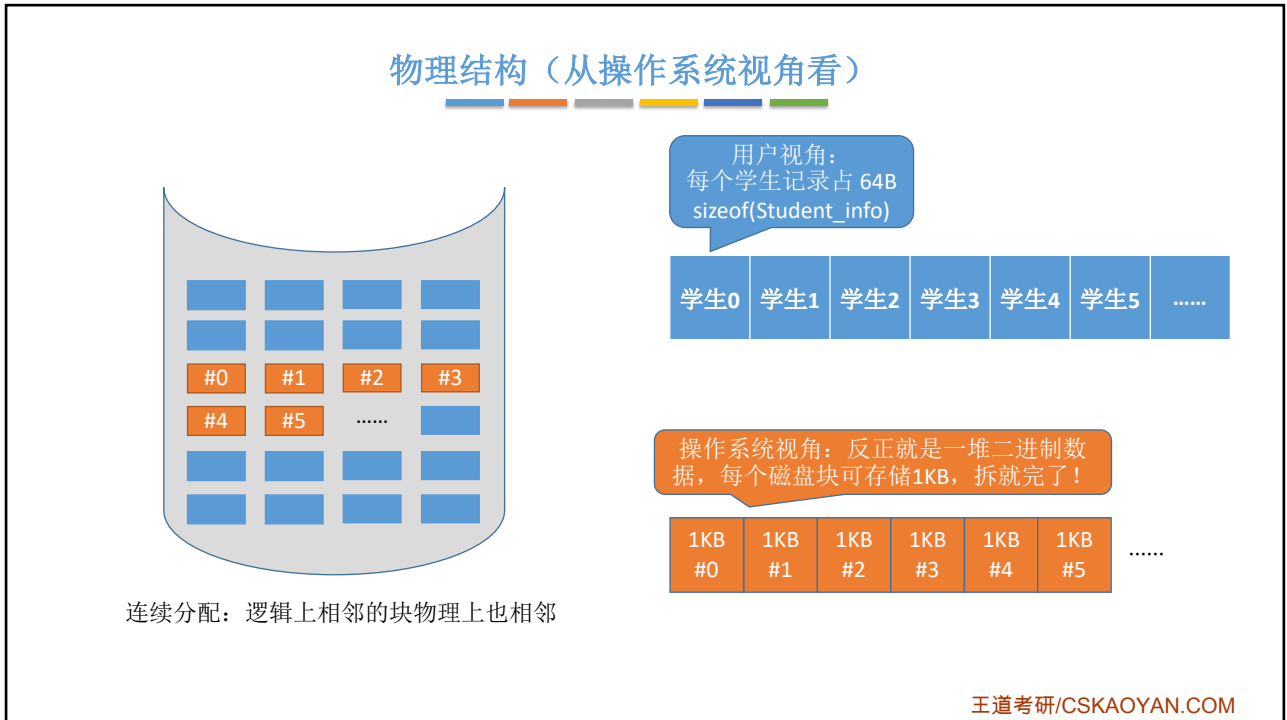 物理结构（从操作系统视角看）
用户视角：
每个学生记录占 64B
sizeof(Student_info)
学生0 学生1 学生2 学生3 学生4 学生5 ……
#0 #1 #2 #3
#4 #5 ……
操作系统视角：反正就是一堆二进制数
据，每个磁盘块可存储1KB，拆就完了！
1KB 1KB 1KB 1KB 1KB 1KB ……
#0 #1 #2 #3 #4 #5
连续分配：逻辑上相邻的块物理上也相邻
王道考研/CSKAOYAN.COM